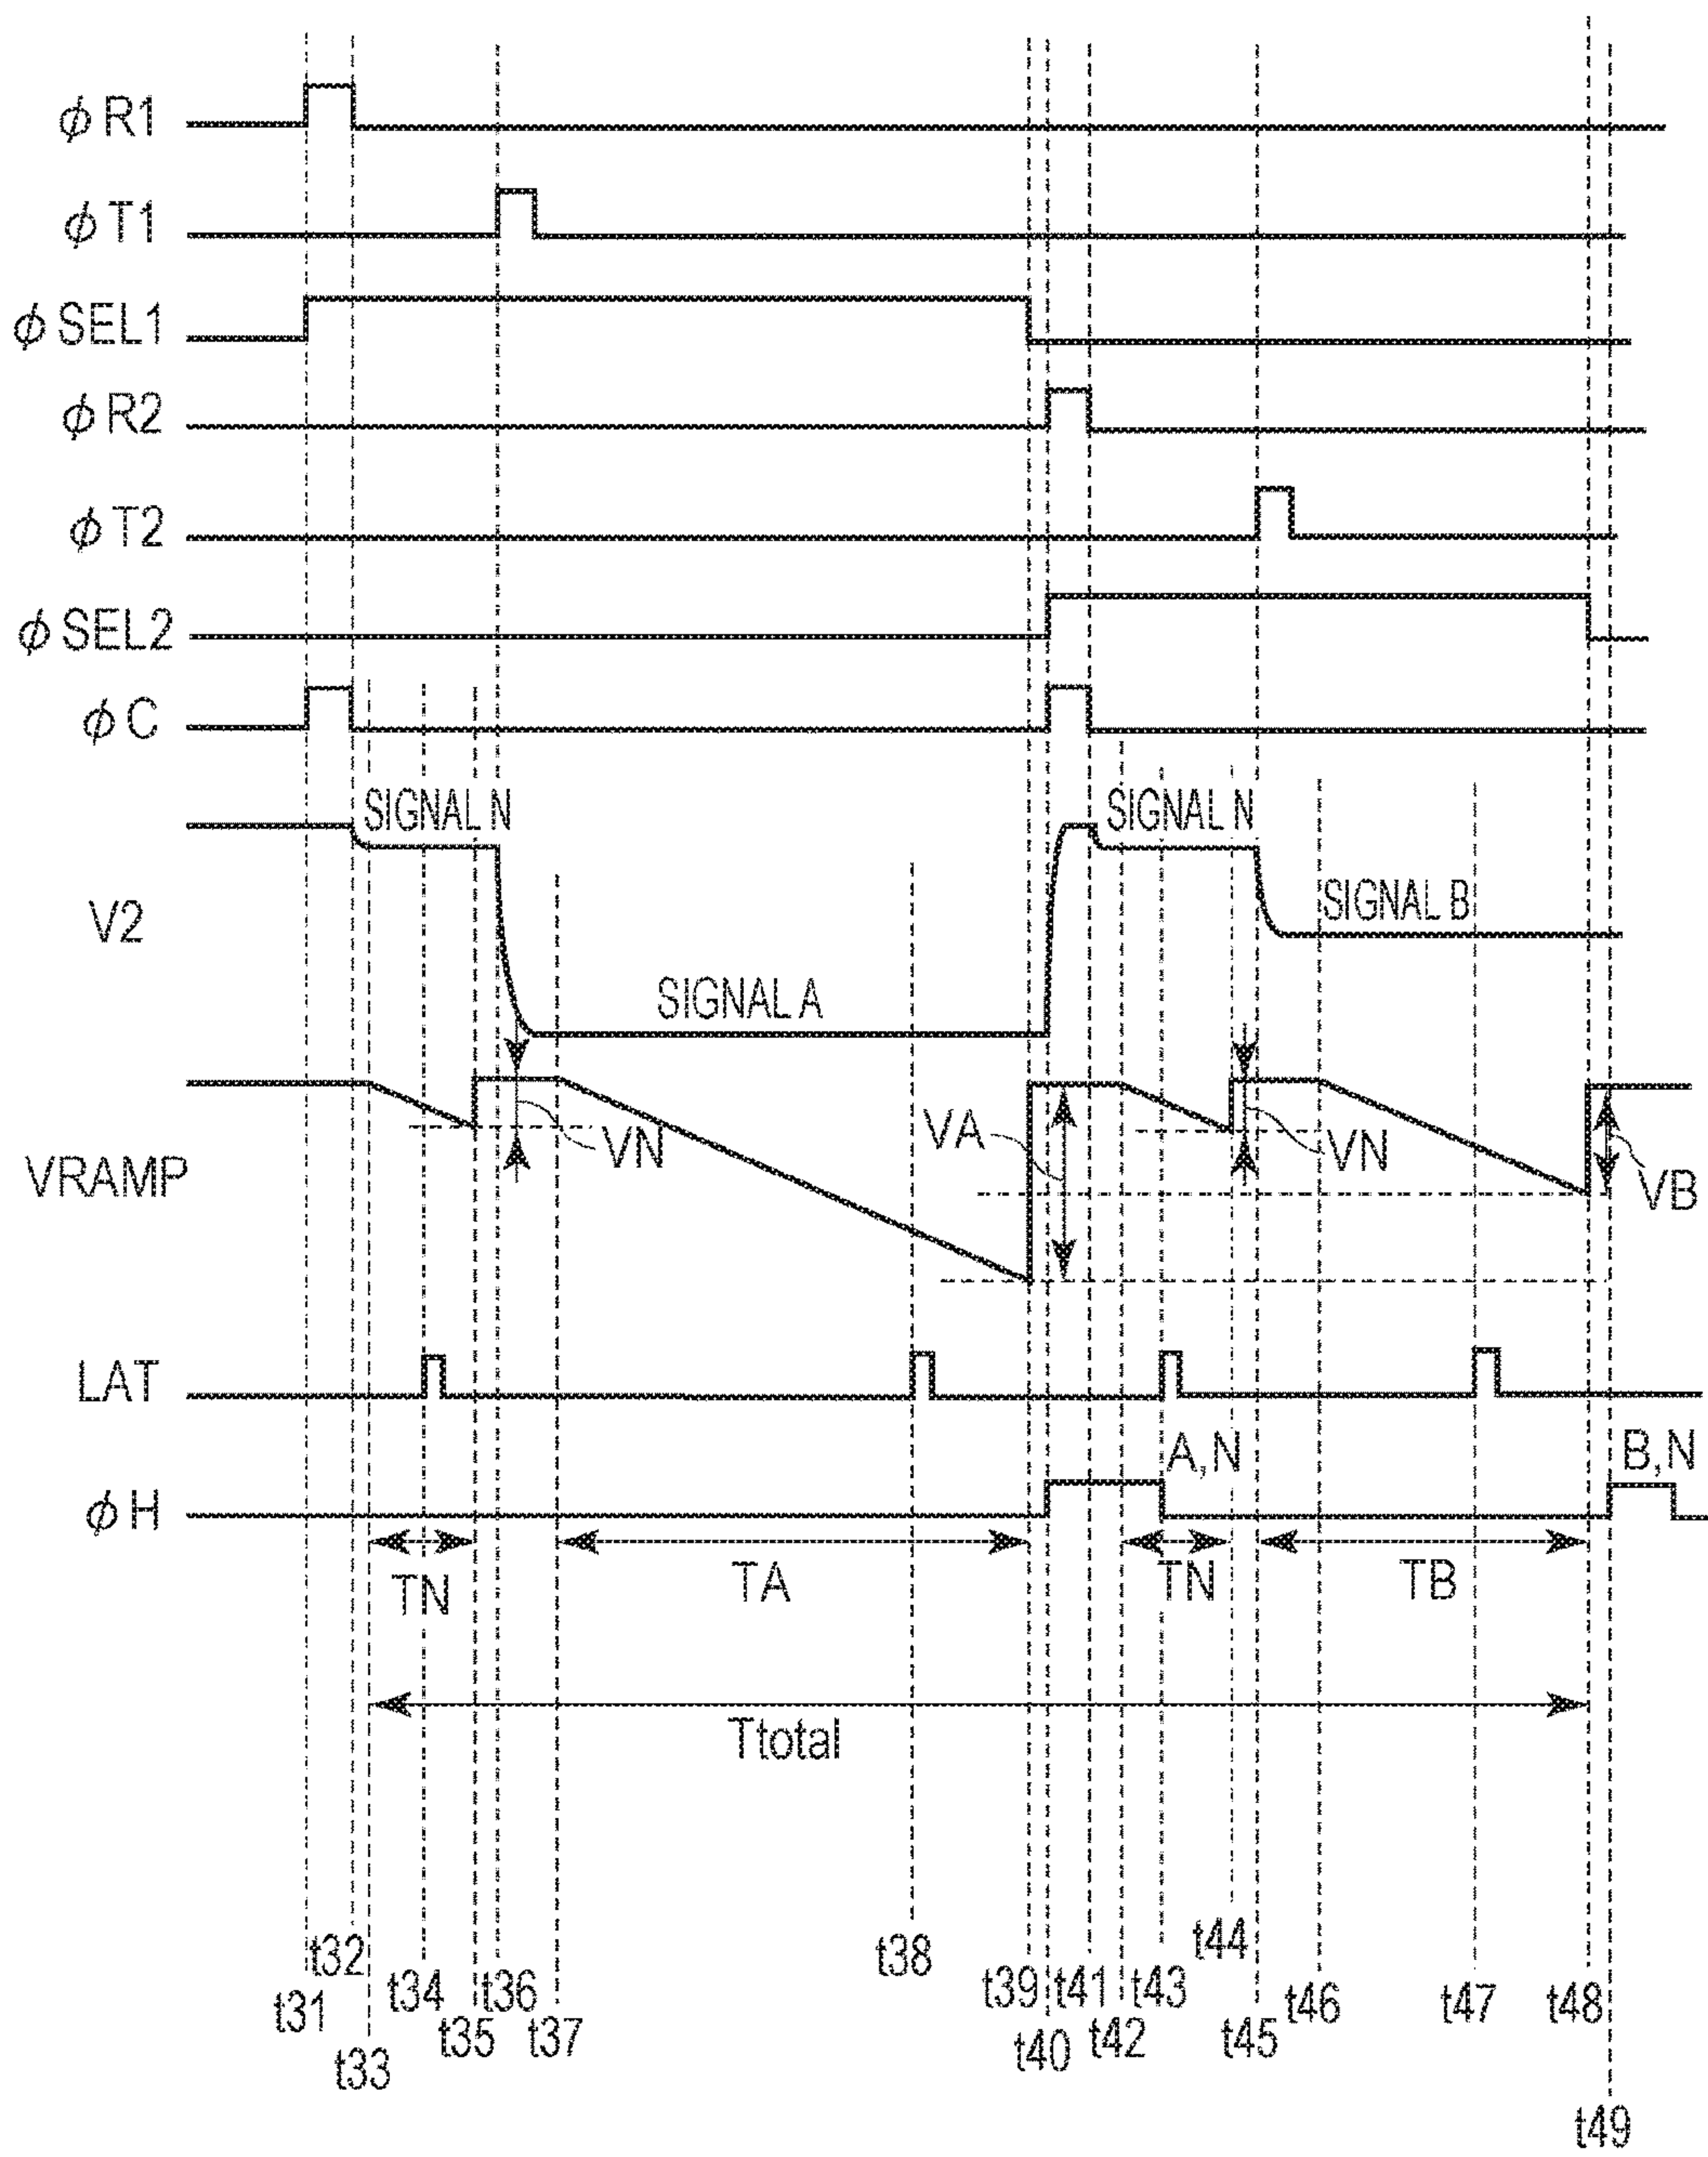 ϕR1
ϕT1
ϕSEL1
ϕR2
ϕT2
ϕSEL2
ϕC
SIGNAL N
SIGNAL N
V2
SIGNAL B
SIGNAL A
VRAMP
VN
VA
VN
VB
LAT
A,N
B,N
ϕH
TN
TA
TN
TB
Ttotal
t31
t32
t33
t34
t35
t36
t37
t38
t39
t40
t41
t42
t43
t44
t45
t46
t47
t48
t49